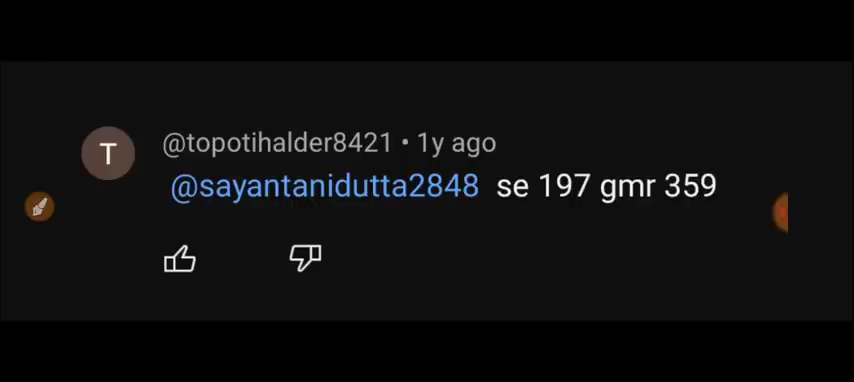 T
@topotihalder8421 • 1y ago
@sayantanidutta2848 se 197 gmr 359